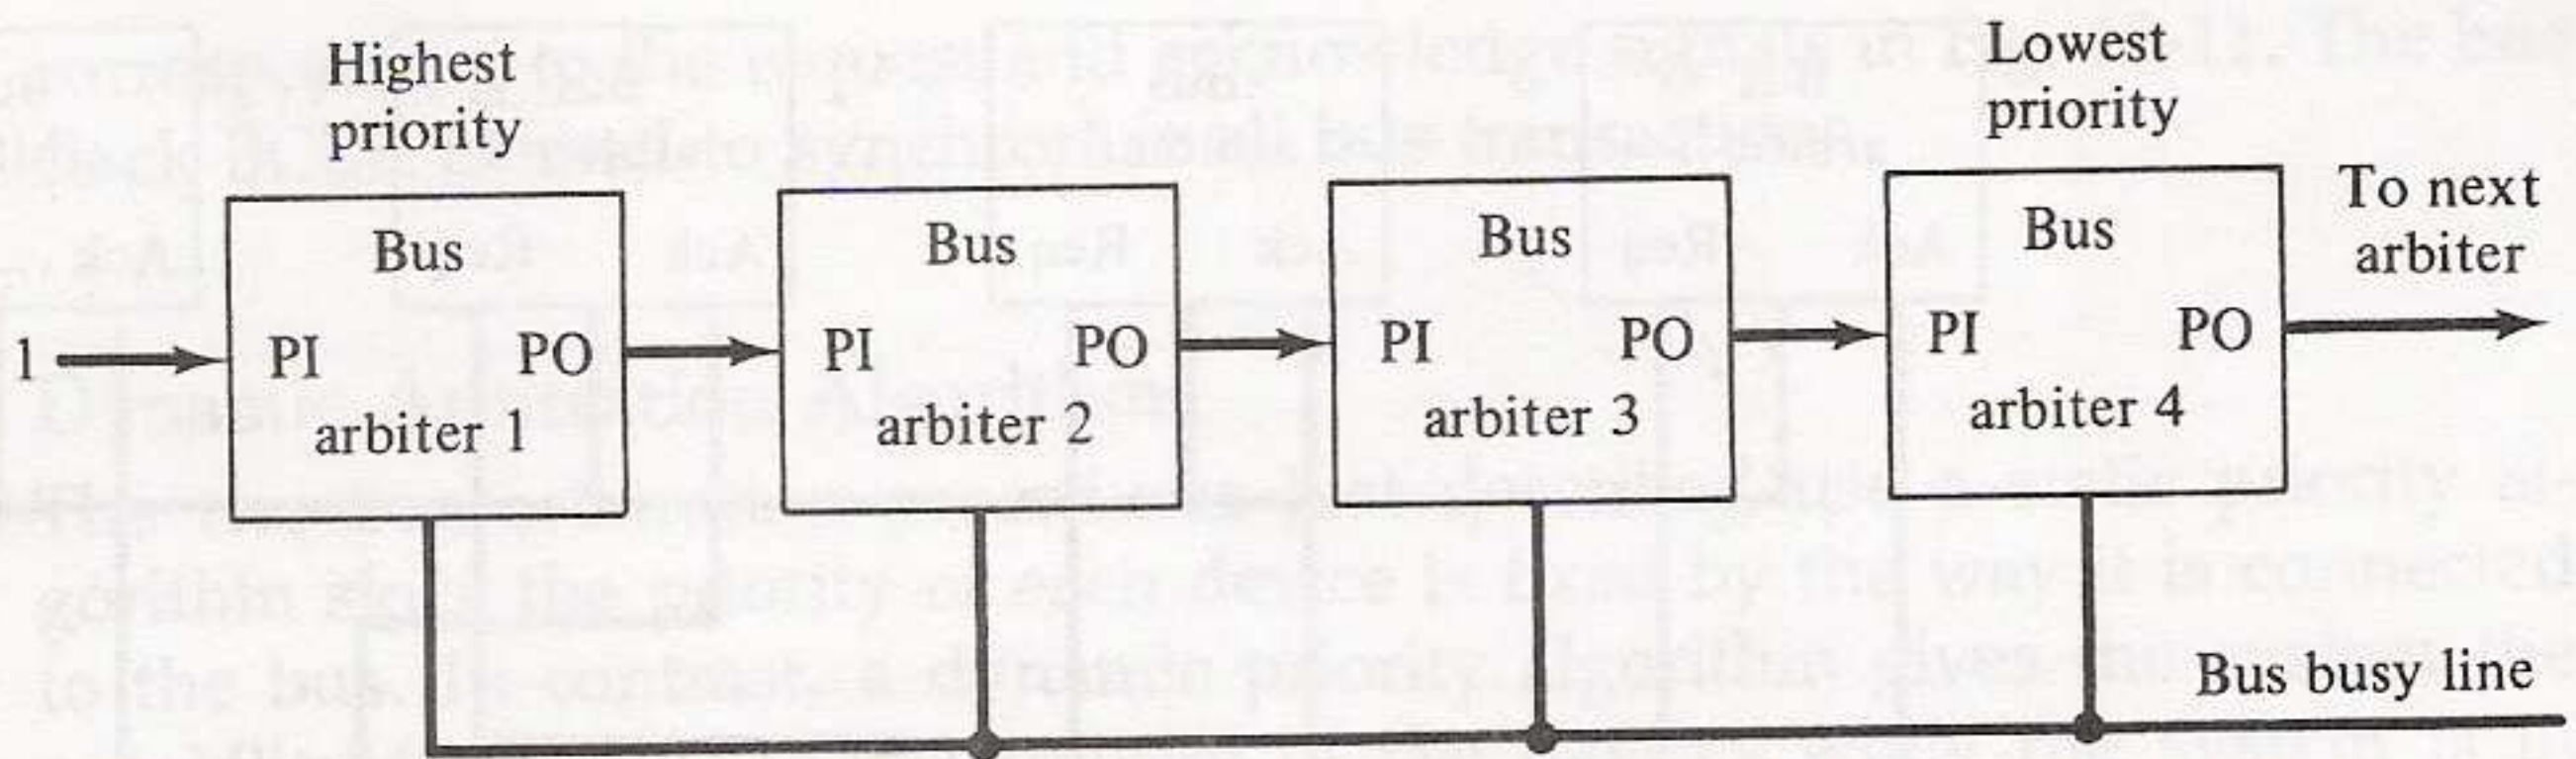 Highest
priority
Lowest
priority
To next
arbiter
1
Bus
PI PO
arbiter 1
Bus
PI PO
arbiter 2
Bus
PI PO
arbiter 3
Bus
PI PO
arbiter 4
Bus busy line